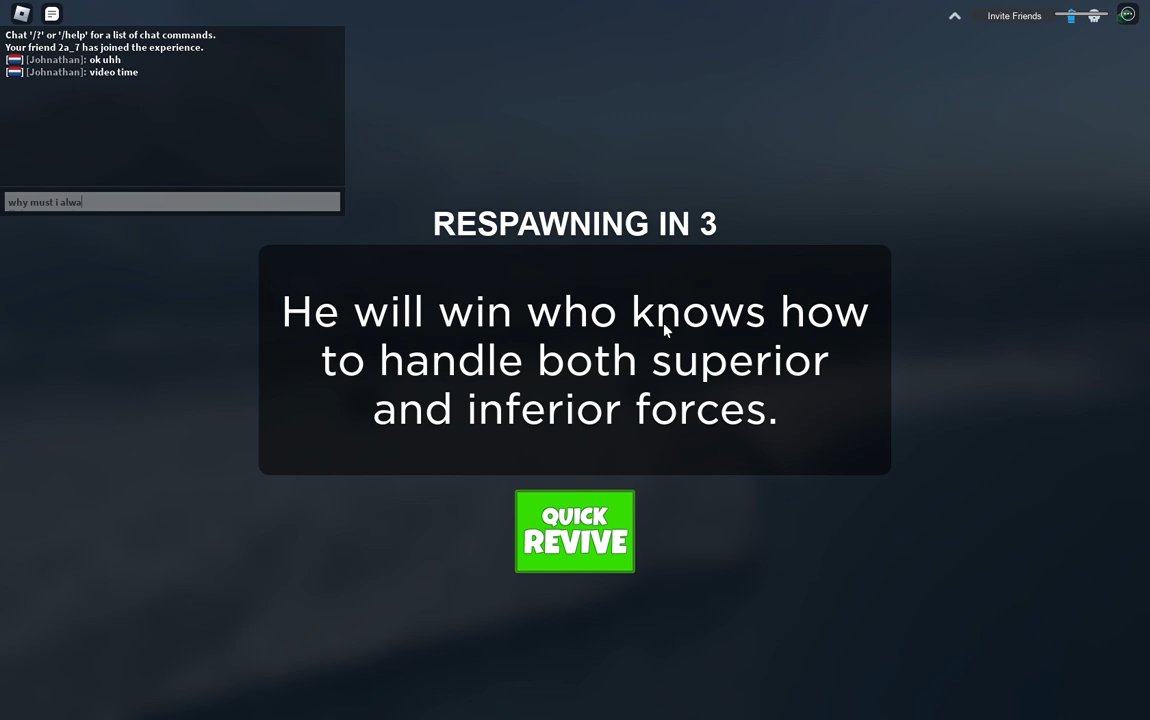 Invite Friends
Chat '/?' or '/help' for a list of chat commands.
Your friend 2a_7 has joined the experience.
[Johnathan]: ok uhh
[Johnathan]: video time
why must i alwa
RESPAWNING IN 3
He will win who knows how
to handle both superior
and inferior forces.
QUICK
REVIVE